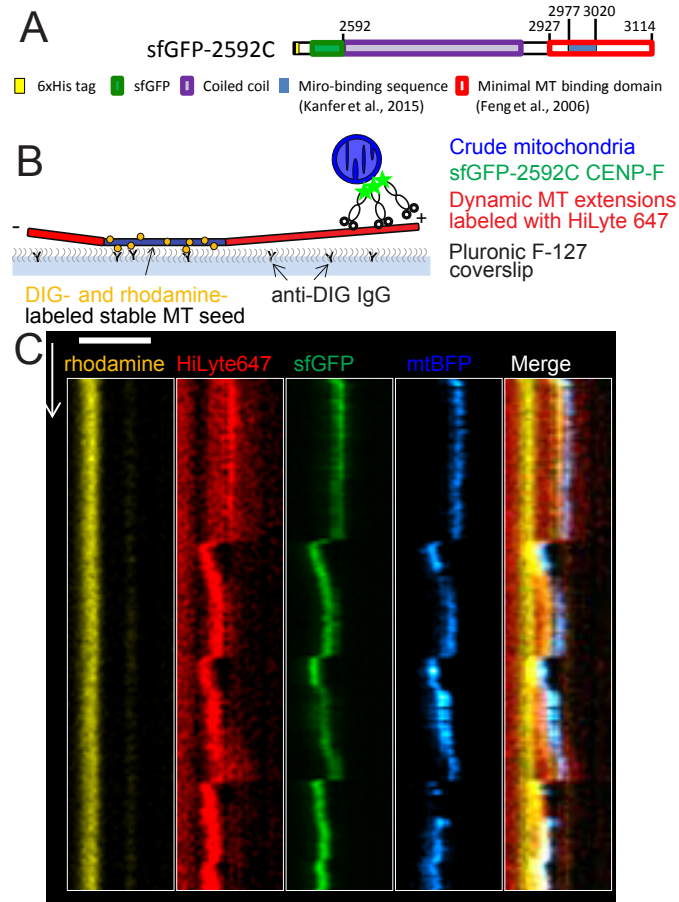 A
2592
2927
2977
3020
3114
sfGFP-2592C
6xHis tag
sfGFP
Coiled coil
Miro-binding sequence
(Kanfer et al., 2015)
Minimal MT binding domain
(Feng et al., 2006)
B
Crude mitochondria
sfGFP-2592C CENP-F
Dynamic MT extensions
labeled with HiLyte 647
Pluronic F-127
coverslip
-
+
DIG- and rhodamine-
labeled stable MT seed
anti-DIG IgG
C
rhodamine
HiLyte647
sfGFP
mtBFP
Merge